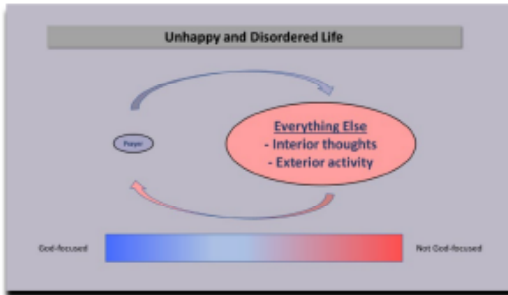 Unhappy and Disordered Life
Prayer
Everything Else
- Interior thoughts
- Exterior activity
God-focused
Not God-focused